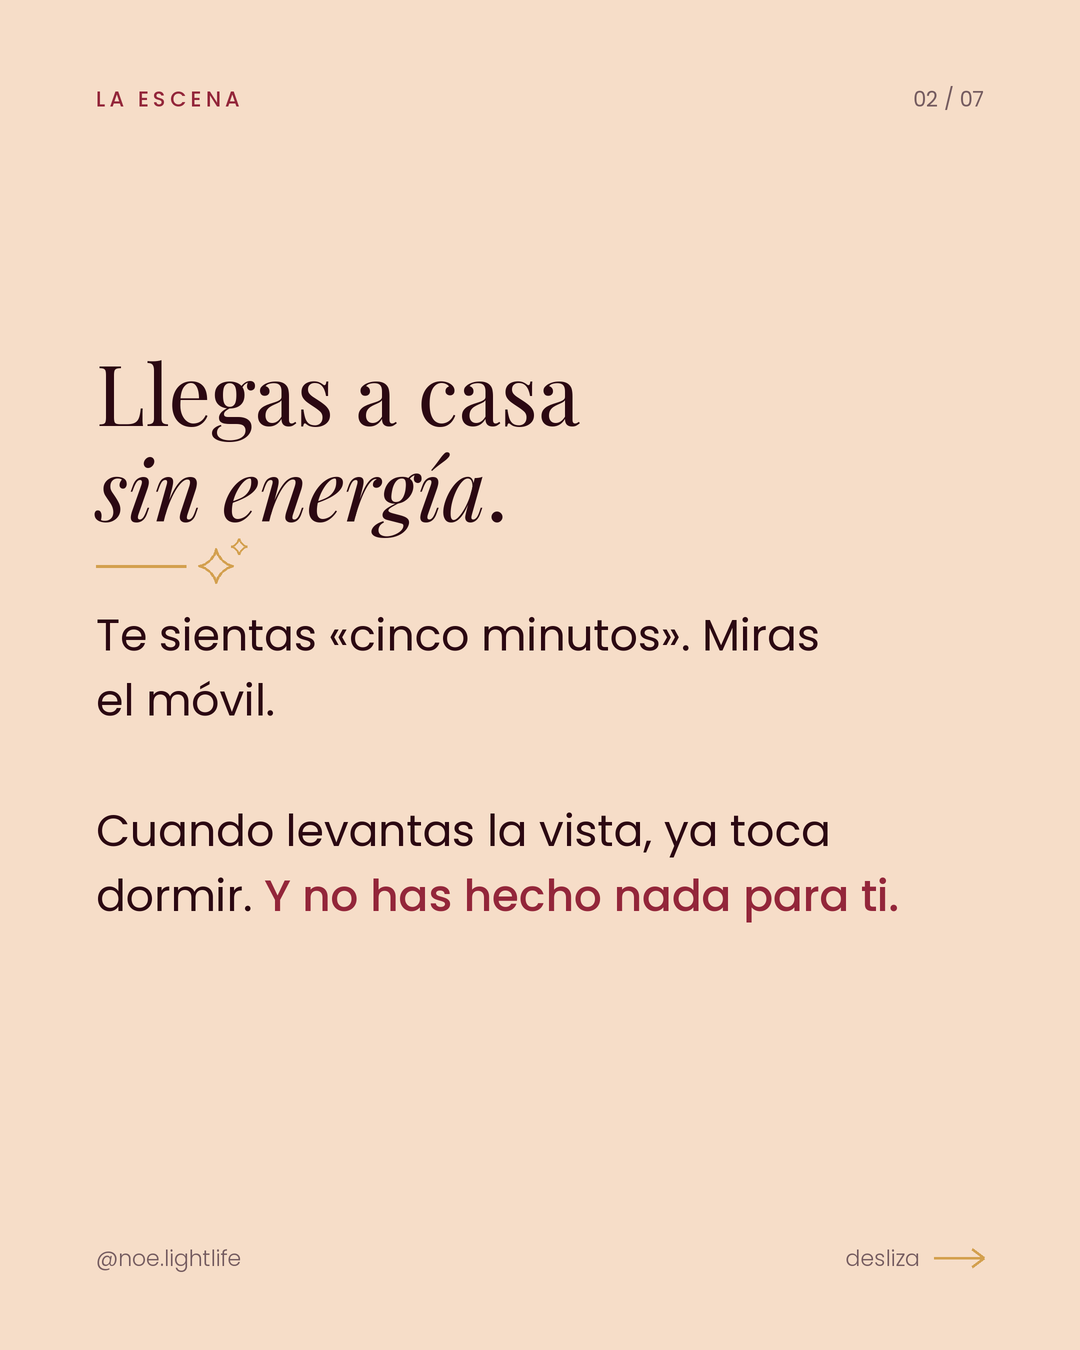 LA ESCENA
02 / 07
Llegas a casa
sin energía.
Te sientas «cinco minutos». Miras
el móvil.
Cuando levantas la vista, ya toca
dormir. Y no has hecho nada para ti.
@noe.lightlife
desliza